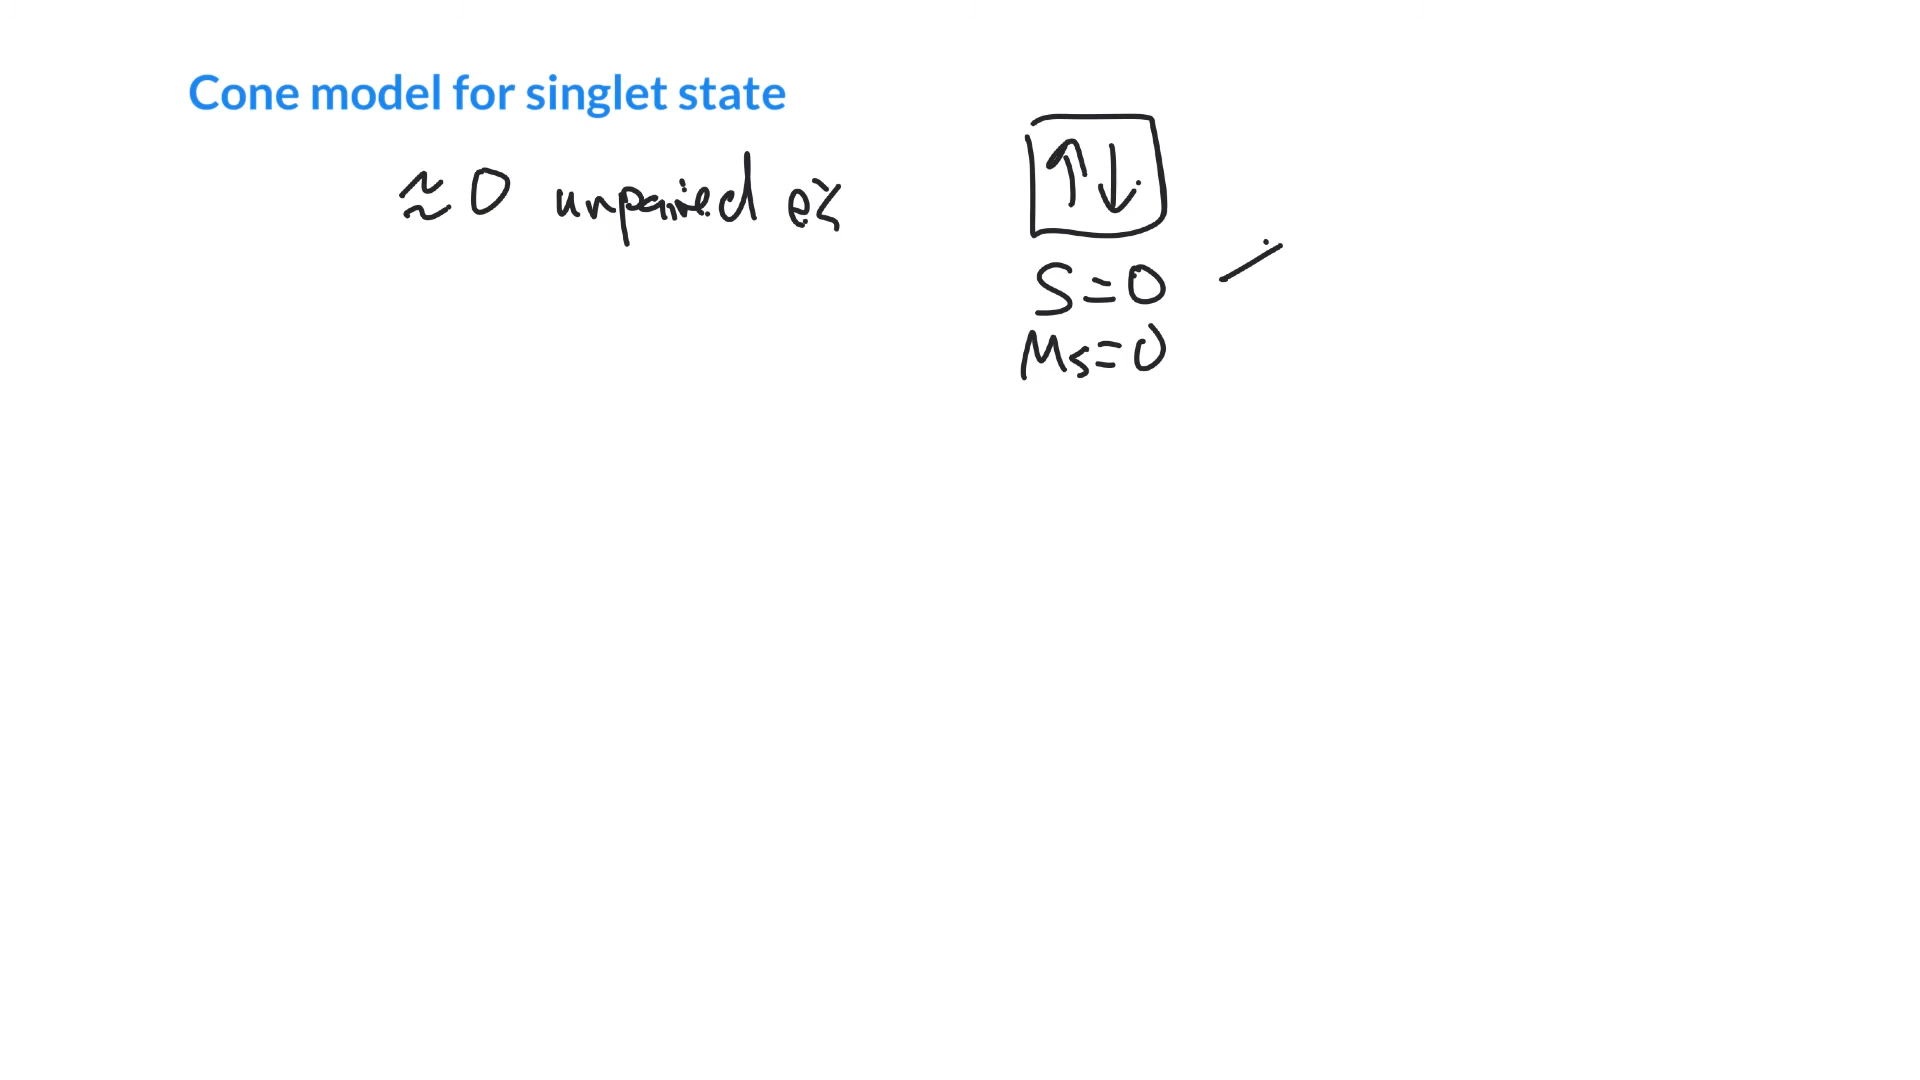 Cone model for singlet state
≈ 0 unpaired e⁻s
↑↓
S=0
Ms=0